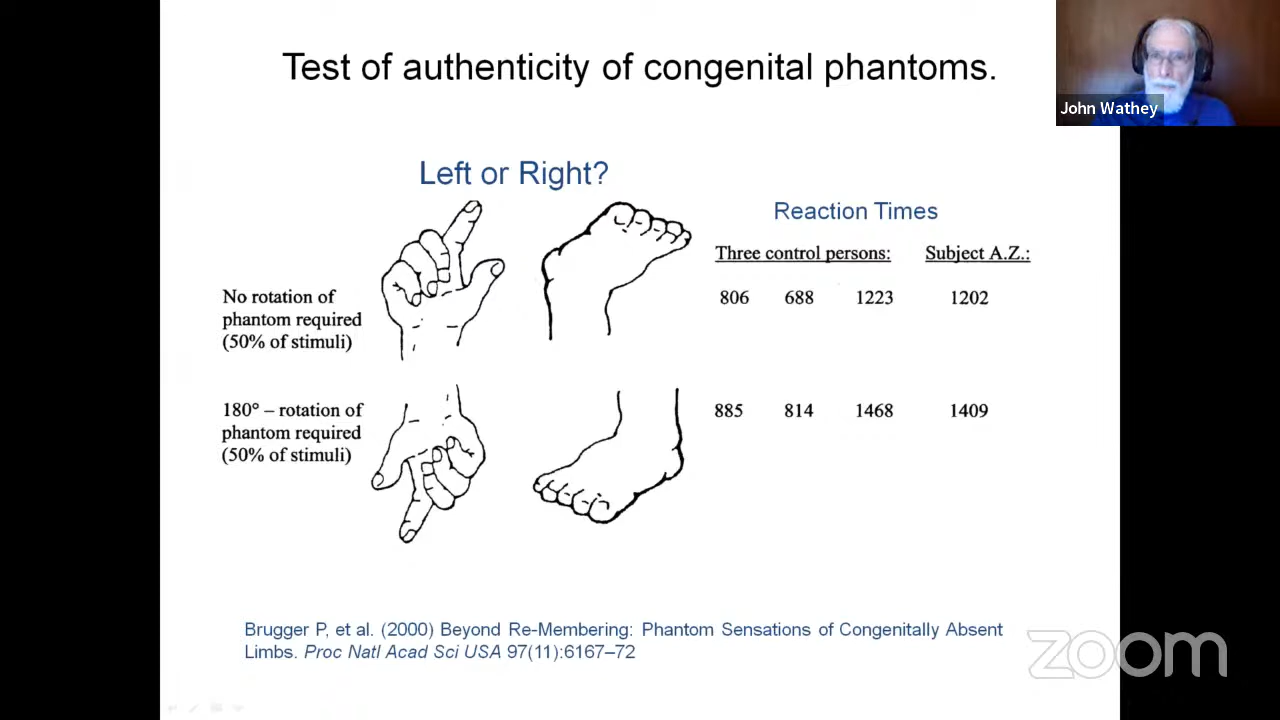 Test of authenticity of congenital phantoms.
John Wathey
Left or Right?
Reaction Times
Three control persons: Subject A.Z.:
No rotation of
phantom required
(50% of stimuli)
806 688 1223 1202
180° – rotation of
phantom required
(50% of stimuli)
885 814 1468 1409
Brugger P, et al. (2000) Beyond Re-Membering: Phantom Sensations of Congenitally Absent
Limbs. Proc Natl Acad Sci USA 97(11):6167–72
zoom